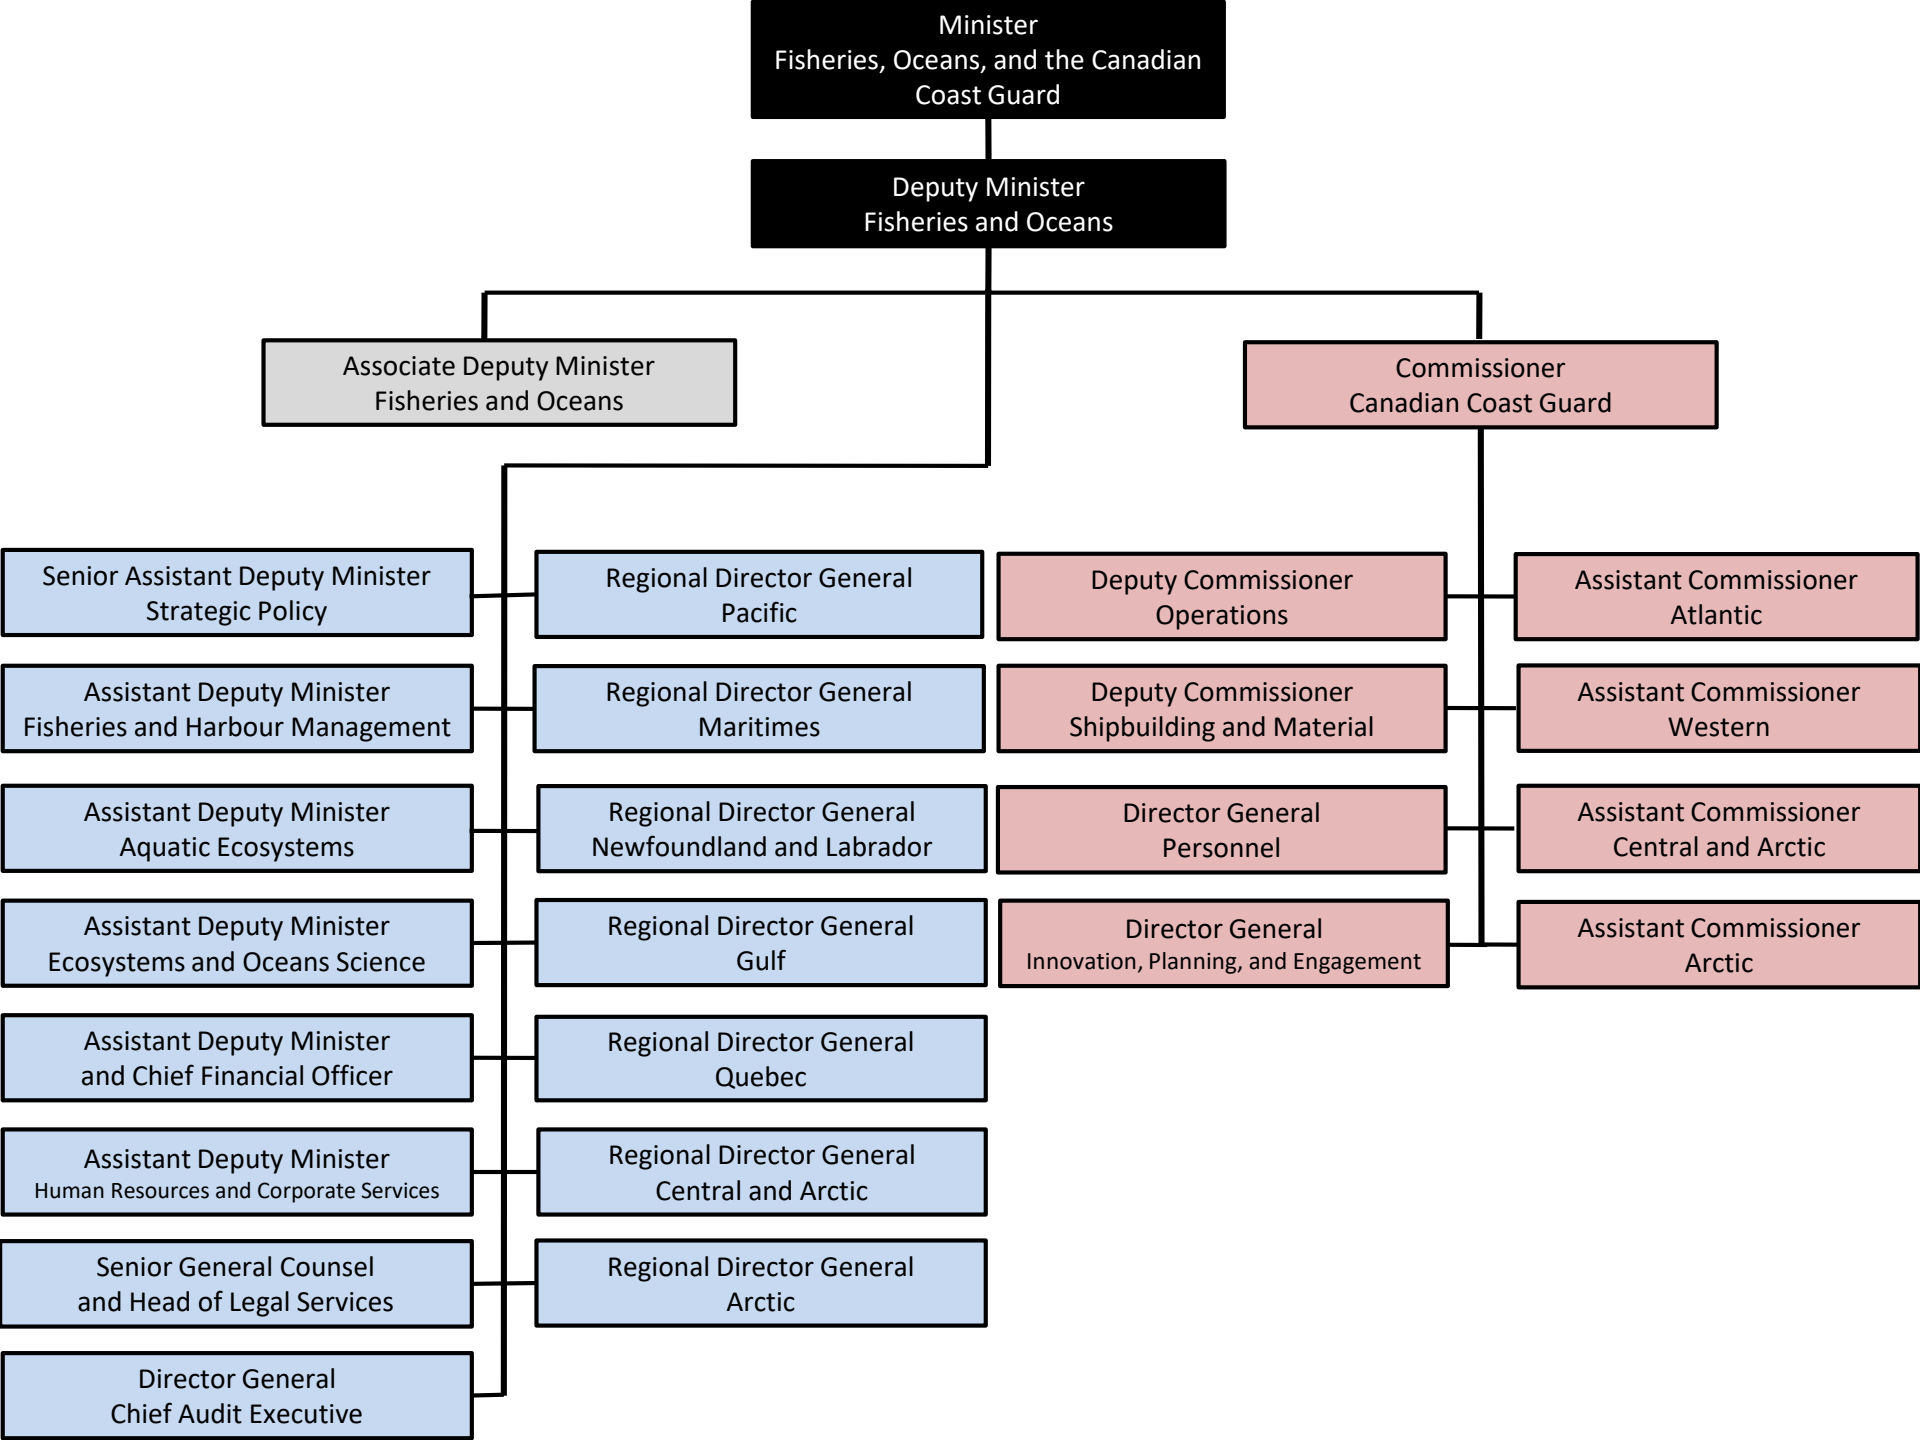 Minister
Fisheries, Oceans, and the Canadian
Coast Guard
Deputy Minister
Fisheries and Oceans
Associate Deputy Minister
Fisheries and Oceans
Commissioner
Canadian Coast Guard
Senior Assistant Deputy Minister
Strategic Policy
Regional Director General
Pacific
Deputy Commissioner
Operations
Assistant Commissioner
Atlantic
Assistant Deputy Minister
Fisheries and Harbour Management
Regional Director General
Maritimes
Deputy Commissioner
Shipbuilding and Material
Assistant Commissioner
Western
Assistant Deputy Minister
Aquatic Ecosystems
Regional Director General
Newfoundland and Labrador
Director General
Personnel
Assistant Commissioner
Central and Arctic
Assistant Deputy Minister
Ecosystems and Oceans Science
Regional Director General
Gulf
Director General
Innovation, Planning, and Engagement
Assistant Commissioner
Arctic
Assistant Deputy Minister
and Chief Financial Officer
Regional Director General
Quebec
Assistant Deputy Minister
Human Resources and Corporate Services
Regional Director General
Central and Arctic
Senior General Counsel
and Head of Legal Services
Regional Director General
Arctic
Director General
Chief Audit Executive